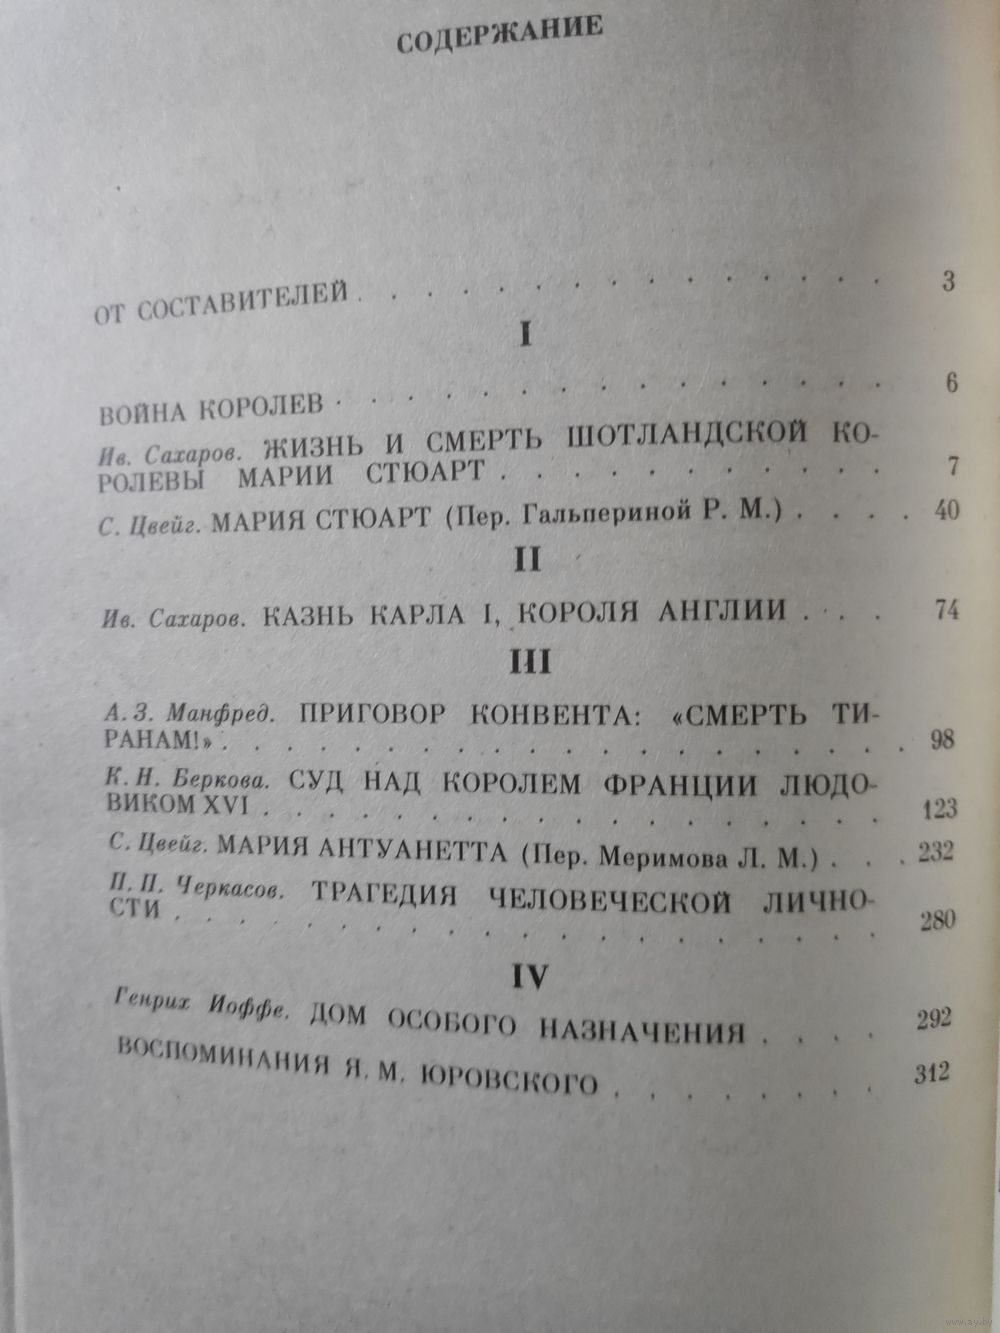 СОДЕРЖАНИЕ
ОТ СОСТАВИТЕЛЕЙ . . . . . . . . . . . . . . 3
I
ВОЙНА КОРОЛЕВ . . . . . . . . . . . . . . 6
Ив. Сахаров. ЖИЗНЬ И СМЕРТЬ ШОТЛАНДСКОЙ КО-
РОЛЕВЫ МАРИИ СТЮАРТ . . . . . . . . . . . 7
С. Цвейг. МАРИЯ СТЮАРТ (Пер. Гальпериной Р. М.) . . . . 40
II
Ив. Сахаров. КАЗНЬ КАРЛА I, КОРОЛЯ АНГЛИИ . . . 74
III
А. З. Манфред. ПРИГОВОР КОНВЕНТА: «СМЕРТЬ ТИ-
РАНАМ!» . . . . . . . . . . . . . . . . . . . 98
К. Н. Беркова. СУД НАД КОРОЛЕМ ФРАНЦИИ ЛЮДО-
ВИКОМ XVI . . . . . . . . . . . . . . . . . 123
С. Цвейг. МАРИЯ АНТУАНЕТТА (Пер. Меримова Л. М.) . . . 232
П. П. Черкасов. ТРАГЕДИЯ ЧЕЛОВЕЧЕСКОЙ ЛИЧНО-
СТИ . . . . . . . . . . . . . . . . . . . . 280
IV
Генрих Иоффе. ДОМ ОСОБОГО НАЗНАЧЕНИЯ . . . . 292
ВОСПОМИНАНИЯ Я. М. ЮРОВСКОГО . . . . . . . . 312
www.ay.by